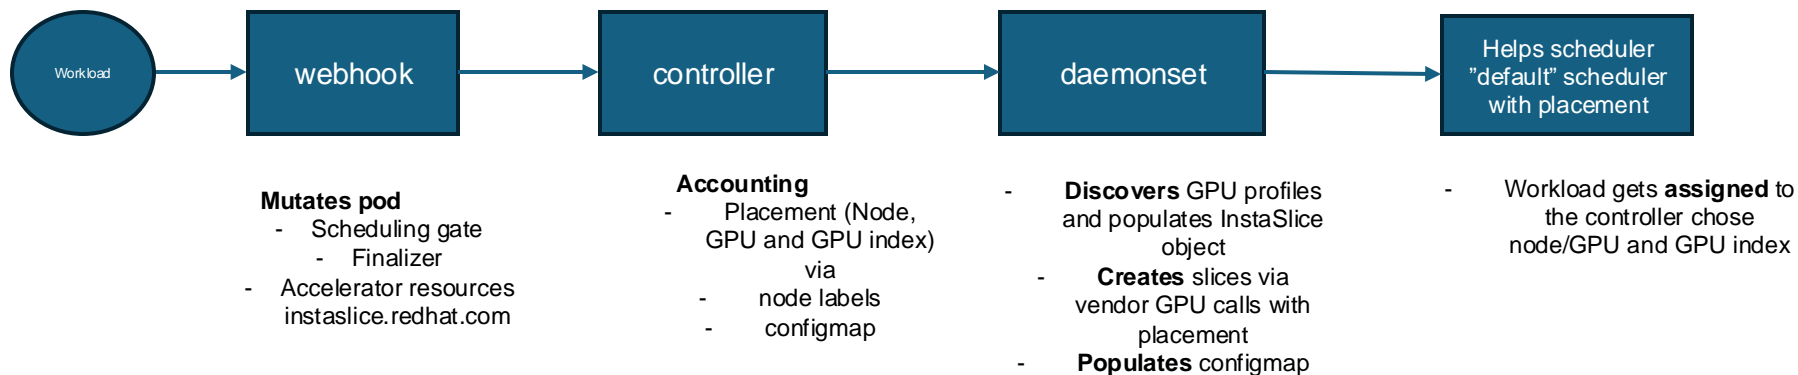 Workload
webhook
controller
daemonset
Helps scheduler
”default” scheduler
with placement
Mutates pod
- Scheduling gate
- Finalizer
- Accelerator resources
instaslice.redhat.com
Accounting
- Placement (Node,
GPU and GPU index)
via
- node labels
- configmap
- Discovers GPU profiles
and populates InstaSlice
object
- Creates slices via
vendor GPU calls with
placement
- Populates configmap
- Workload gets assigned to
the controller chose
node/GPU and GPU index